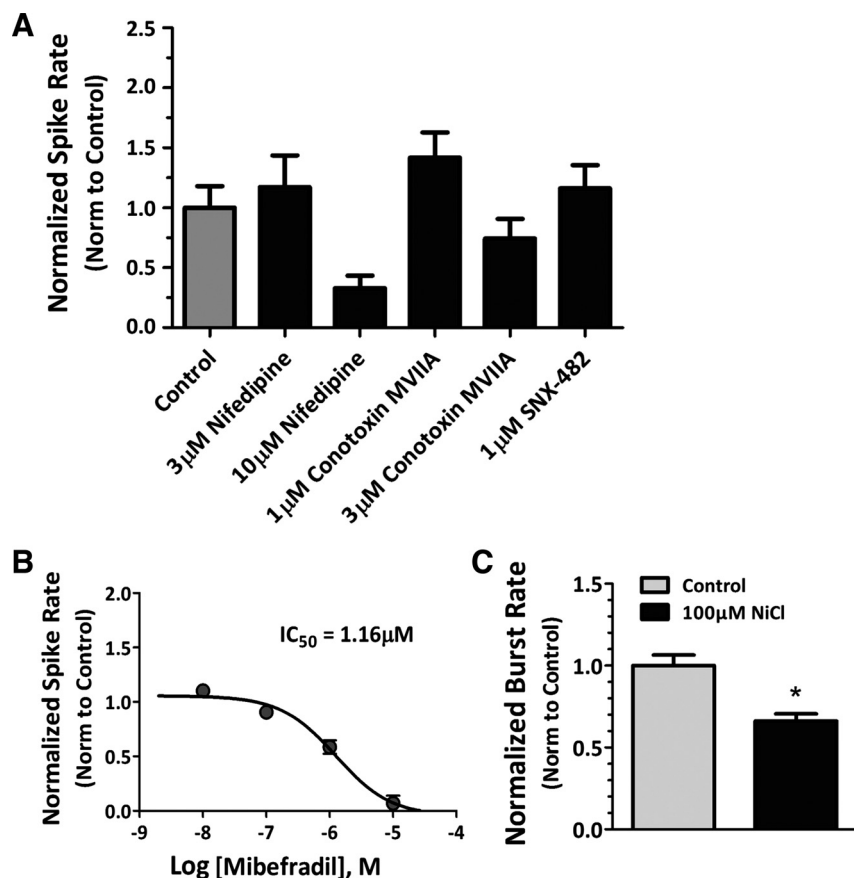 A
Normalized Spike Rate
(Norm to Control)
2.5
2.0
1.5
1.0
0.5
0.0
Control
3μM Nifedipine
10μM Nifedipine
1μM Conotoxin MVIIA
3μM Conotoxin MVIIA
1μM SNX-482
B
Normalized Spike Rate
(Norm to Control)
2.0
1.5
1.0
0.5
0.0
IC50 = 1.16μM
-9 -8 -7 -6 -5 -4
Log [Mibefradil], M
C
Normalized Burst Rate
(Norm to Control)
1.5
1.0
0.5
0.0
Control
100μM NiCl
*